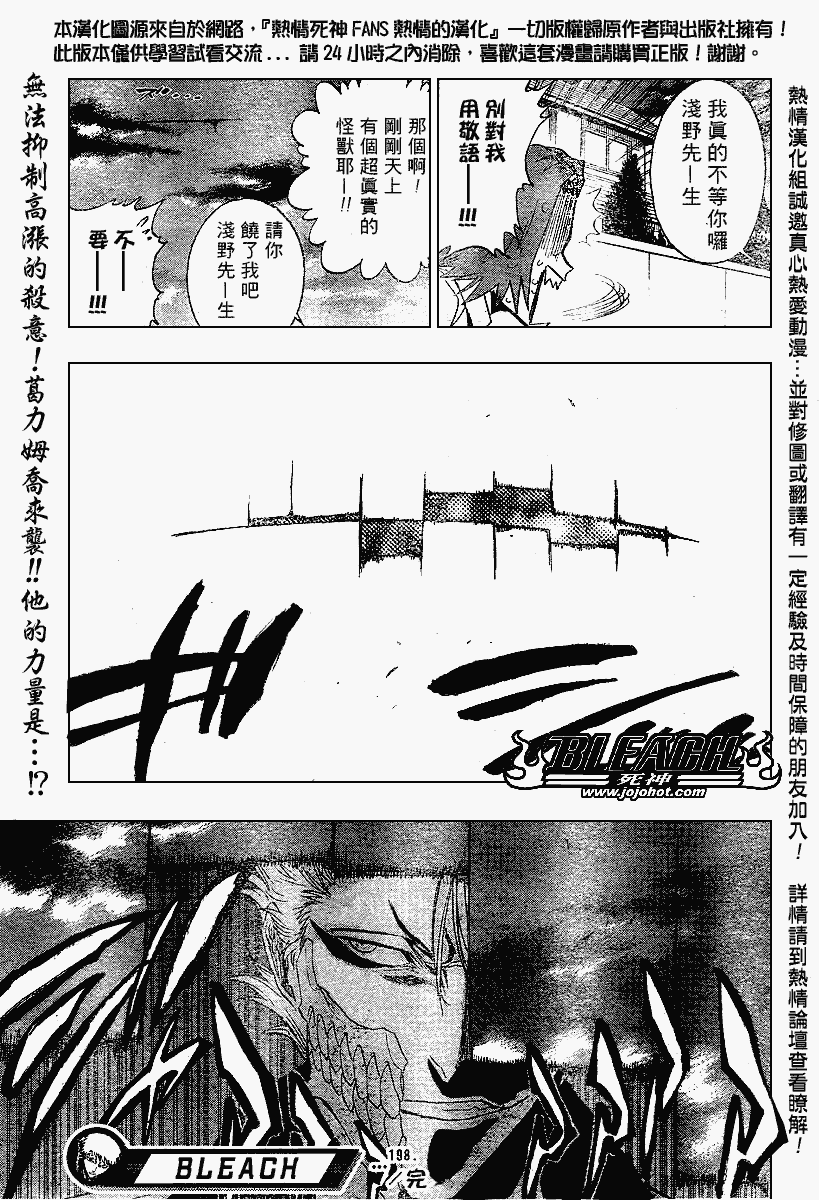 本漢化圖源來自於網路，『熱情死神FANS熱情的漢化』一切版權歸原作者與出版社擁有！
此版本僅供學習試看交流...請24小時之內消除，喜歡這套漫畫請購買正版！謝謝。
熱情漢化組誠邀真心熱愛動漫…並對修圖或翻譯有一定經驗及時間保障的朋友加入！ 詳情請到熱情論壇查看瞭解！
我真的不等你囉
淺野先—生
別對我
用敬語—!!!
那個啊！
剛剛天上
有個超真實的
怪獸耶—!!
請你
饒了我吧
淺野先—生
不—
要—!!!
無法抑制高漲的殺意！葛力姆喬來襲!!他的力量是…!?
BLEACH
死神
www.jojohot.com
BLEACH
198.
…//完